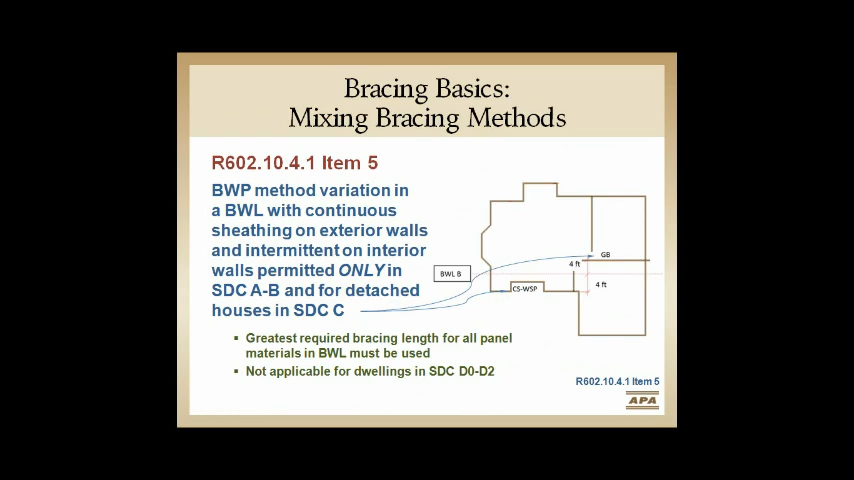 Bracing Basics:
Mixing Bracing Methods
R602.10.4.1 Item 5
BWP method variation in
a BWL with continuous
sheathing on exterior walls
and intermittent on interior
walls permitted ONLY in
SDC A-B and for detached
houses in SDC C
▪ Greatest required bracing length for all panel
materials in BWL must be used
▪ Not applicable for dwellings in SDC D0-D2
GB
4 ft
BWL B
4 ft
CS-WSP
R602.10.4.1 Item 5
APA